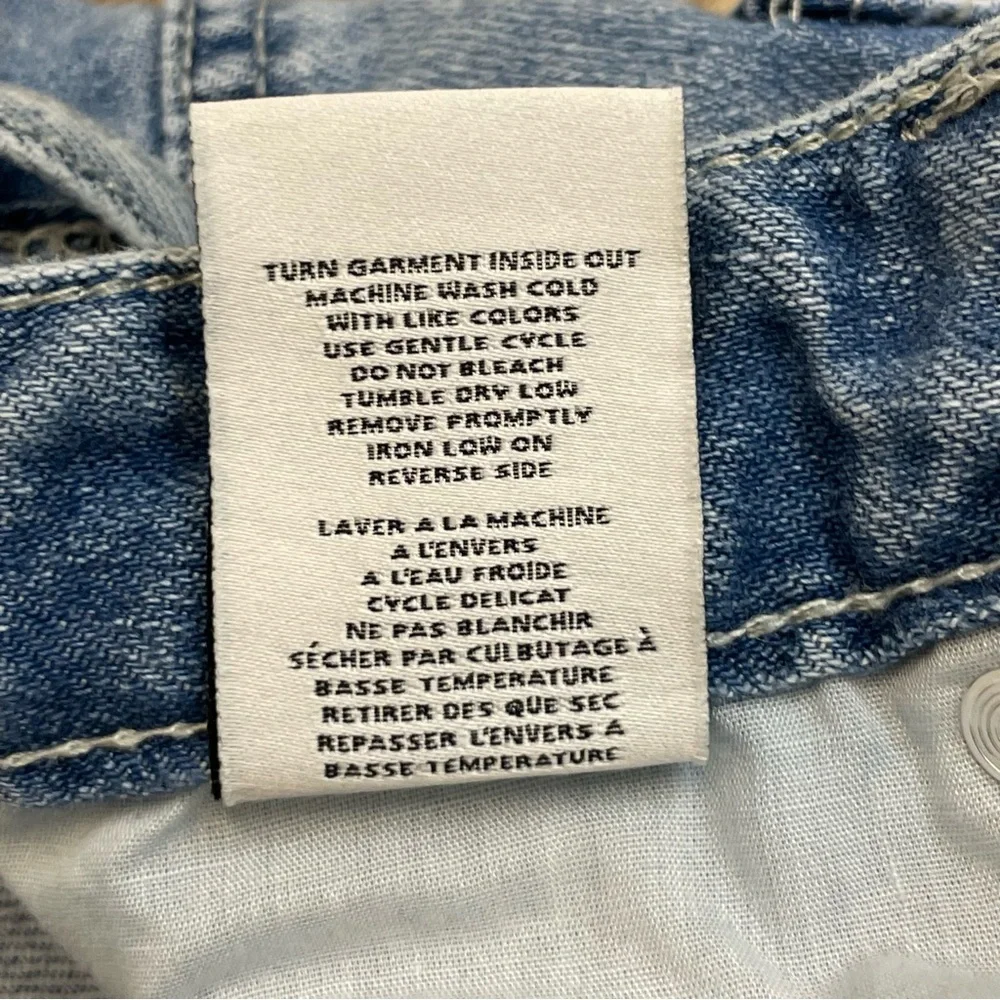 TURN GARMENT INSIDE OUT
MACHINE WASH COLD
WITH LIKE COLORS
USE GENTLE CYCLE
DO NOT BLEACH
TUMBLE DRY LOW
REMOVE PROMPTLY
IRON LOW ON
REVERSE SIDE
LAVER A LA MACHINE
A L'ENVERS
A L'EAU FROIDE
CYCLE DELICAT
NE PAS BLANCHIR
SÉCHER PAR CULBUTAGE À
BASSE TEMPERATURE
RETIRER DES QUE SEC
REPASSER L'ENVERS A
BASSE TEMPERATURE